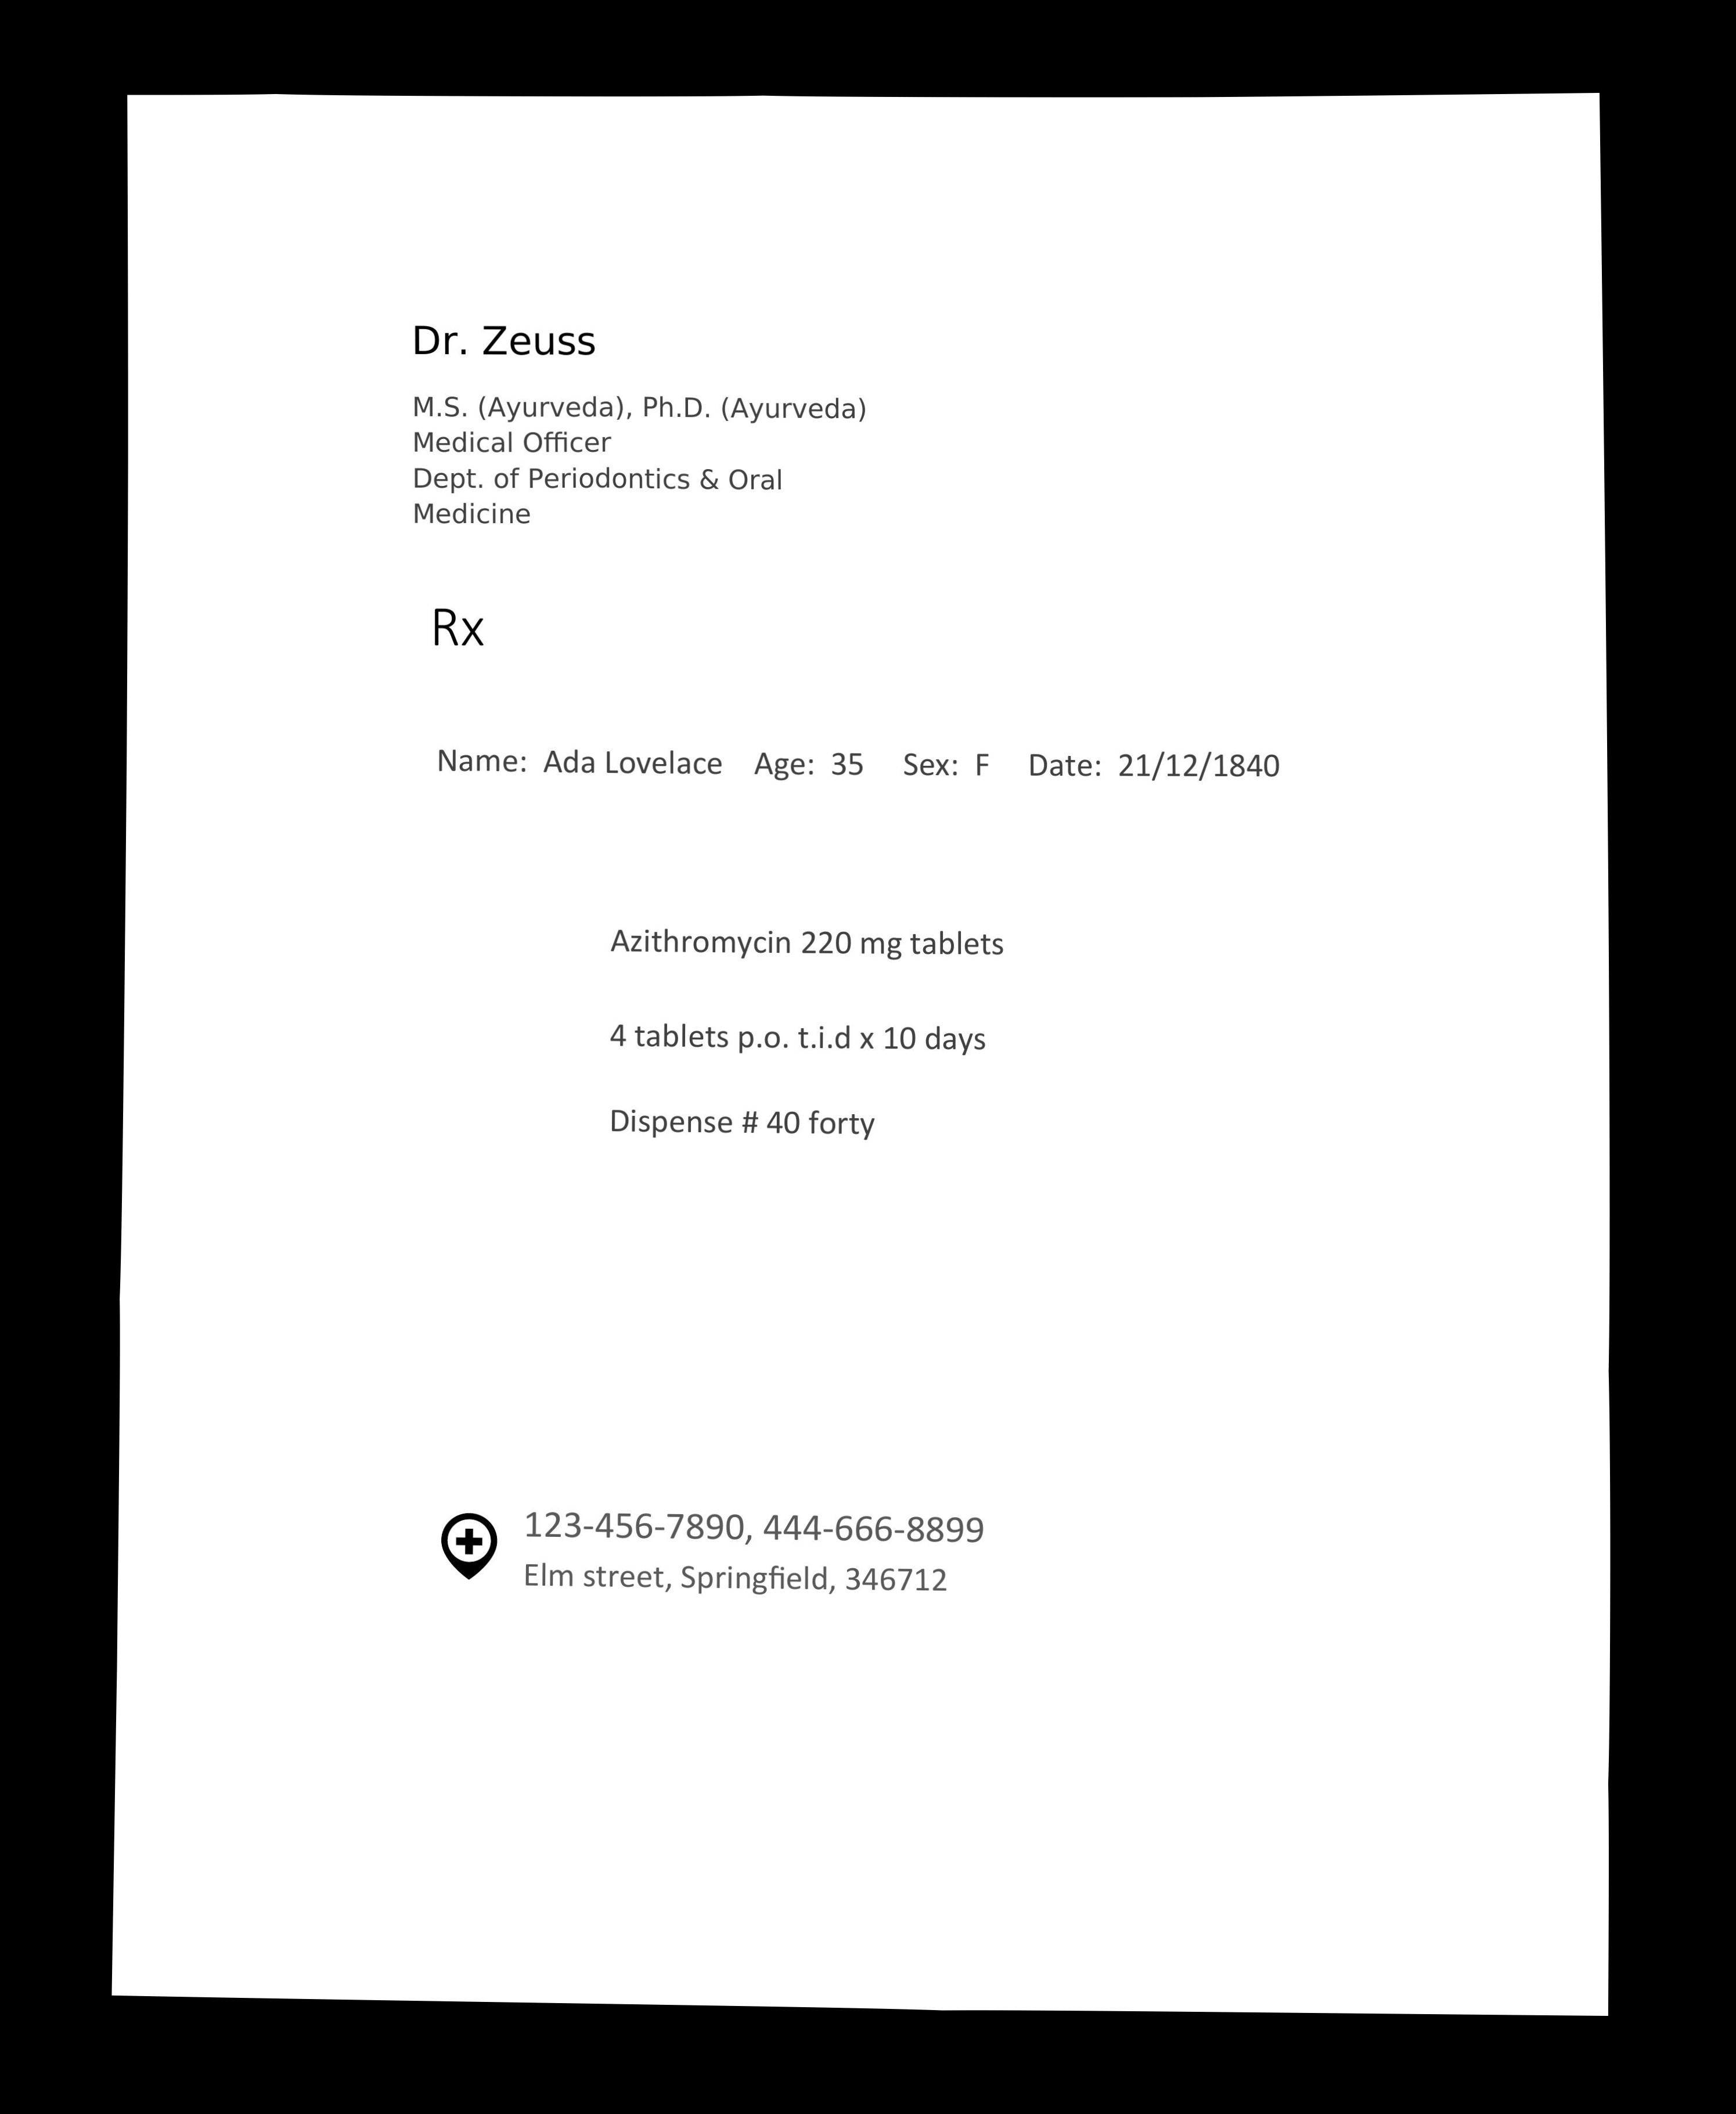 Dr. Zeuss
M.S. (Ayurveda), Ph.D. (Ayurveda)
Medical Officer
Dept. of Periodontics & Oral
Medicine
Rx
Name: Ada Lovelace Age: 35 Sex: F Date: 21/12/1840
Azithromycin 220 mg tablets
4 tablets p.o. t.i.d x 10 days
Dispense # 40 forty
123-456-7890, 444-666-8899
Elm street, Springfield, 346712